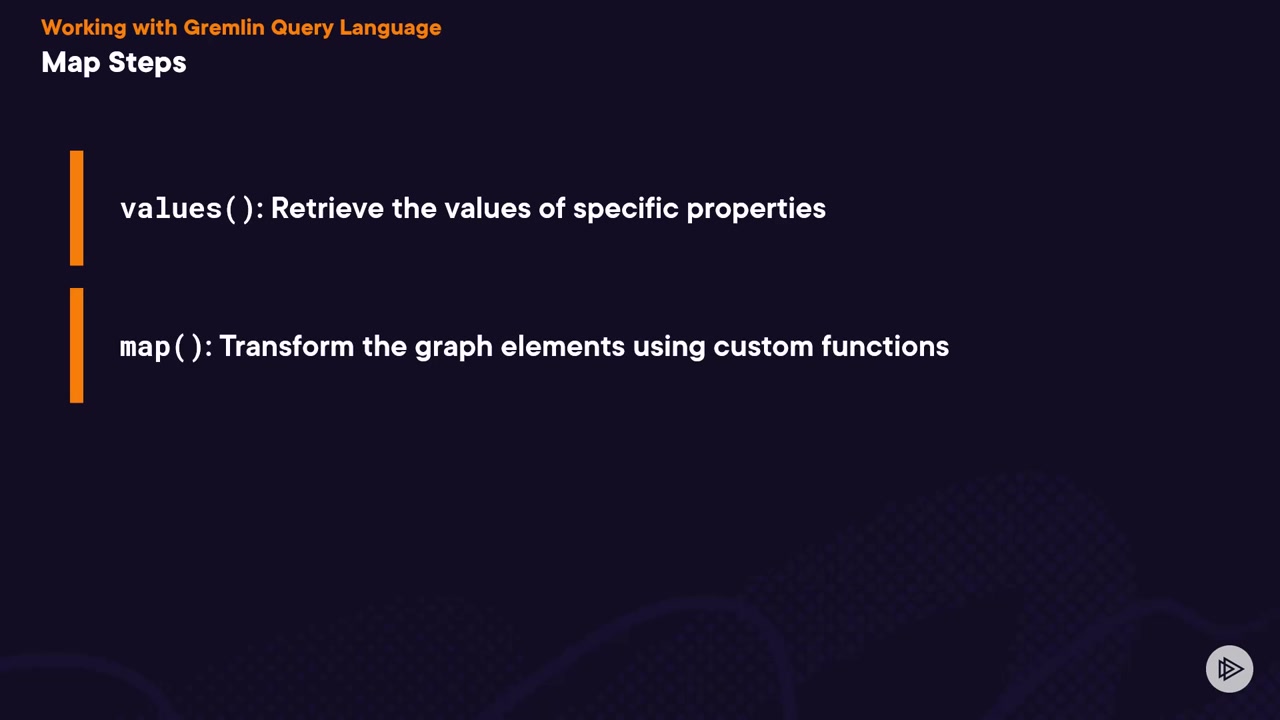 Working with Gremlin Query Language
Map Steps
values(): Retrieve the values of specific properties
map(): Transform the graph elements using custom functions